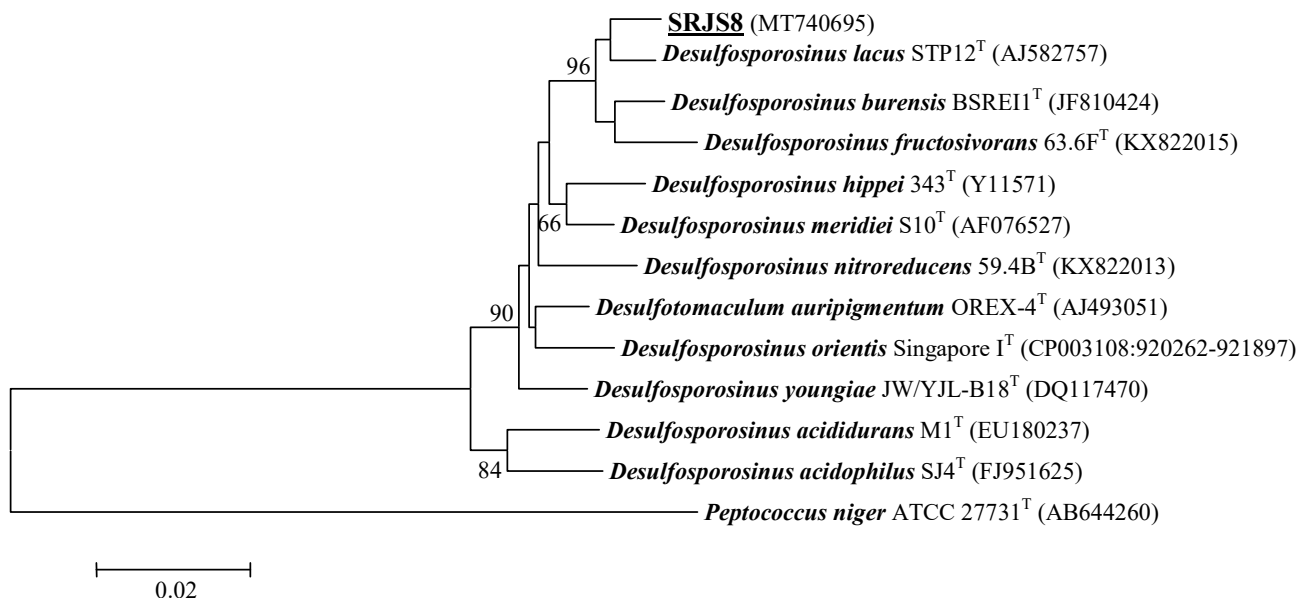 SRJS8 (MT740695)
Desulfosporosinus lacus STP12ᵀ (AJ582757)
96
Desulfosporosinus burensis BSREI1ᵀ (JF810424)
Desulfosporosinus fructosivorans 63.6Fᵀ (KX822015)
Desulfosporosinus hippei 343ᵀ (Y11571)
66
Desulfosporosinus meridiei S10ᵀ (AF076527)
Desulfosporosinus nitroreducens 59.4Bᵀ (KX822013)
90
Desulfotomaculum auripigmentum OREX-4ᵀ (AJ493051)
Desulfosporosinus orientis Singapore Iᵀ (CP003108:920262-921897)
Desulfosporosinus youngiae JW/YJL-B18ᵀ (DQ117470)
Desulfosporosinus acididurans M1ᵀ (EU180237)
84
Desulfosporosinus acidophilus SJ4ᵀ (FJ951625)
Peptococcus niger ATCC 27731ᵀ (AB644260)
0.02